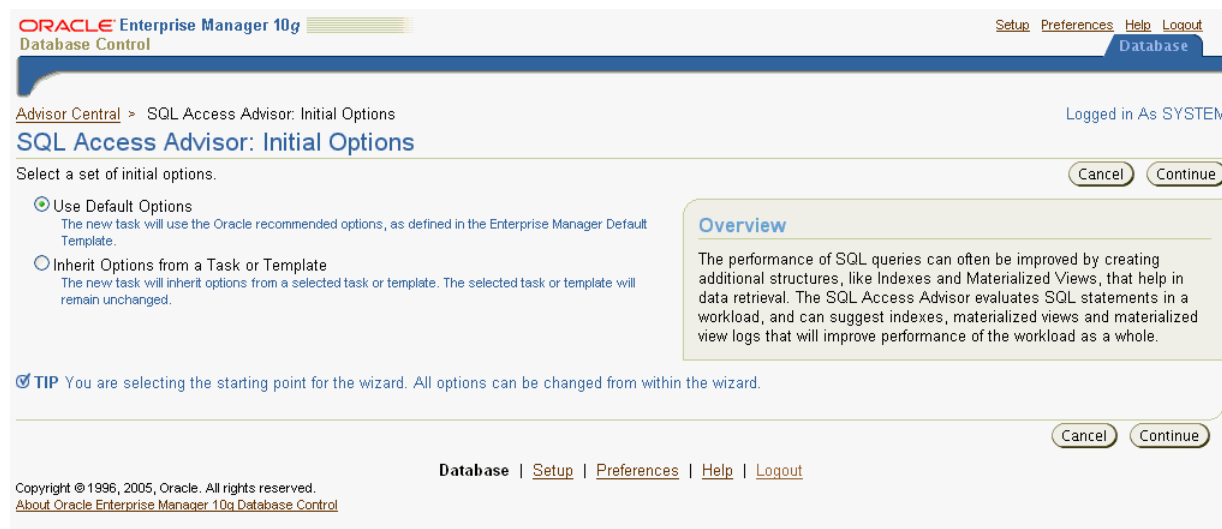 ORACLE Enterprise Manager 10g
Database Control
Setup Preferences Help Logout
Database
Advisor Central > SQL Access Advisor: Initial Options
Logged in As SYSTEM
SQL Access Advisor: Initial Options
Select a set of initial options.
Cancel Continue
Use Default Options
The new task will use the Oracle recommended options, as defined in the Enterprise Manager Default
Template.
Inherit Options from a Task or Template
The new task will inherit options from a selected task or template. The selected task or template will
remain unchanged.
Overview
The performance of SQL queries can often be improved by creating
additional structures, like Indexes and Materialized Views, that help in
data retrieval. The SQL Access Advisor evaluates SQL statements in a
workload, and can suggest indexes, materialized views and materialized
view logs that will improve performance of the workload as a whole.
TIP You are selecting the starting point for the wizard. All options can be changed from within the wizard.
Cancel Continue
Database | Setup | Preferences | Help | Logout
Copyright © 1996, 2005, Oracle. All rights reserved.
About Oracle Enterprise Manager 10g Database Control